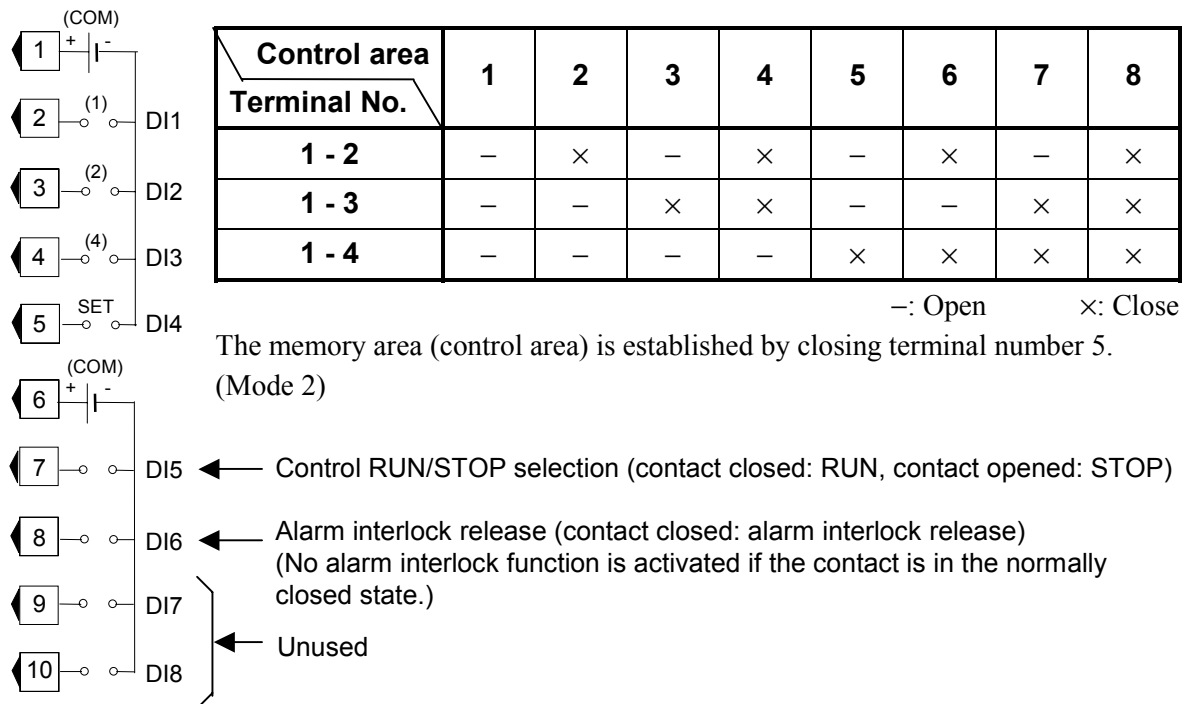 (COM)
1 + -
2 (1) DI1
3 (2) DI2
4 (4) DI3
5 SET DI4
Control area 1 2 3 4 5 6 7 8
Terminal No.
1 - 2 – × – × – × – ×
1 - 3 – – × × – – × ×
1 - 4 – – – – × × × ×
–: Open ×: Close
The memory area (control area) is established by closing terminal number 5.
(Mode 2)
(COM)
6 + -
7 DI5 Control RUN/STOP selection (contact closed: RUN, contact opened: STOP)
8 DI6 Alarm interlock release (contact closed: alarm interlock release)
(No alarm interlock function is activated if the contact is in the normally
closed state.)
9 DI7
Unused
10 DI8